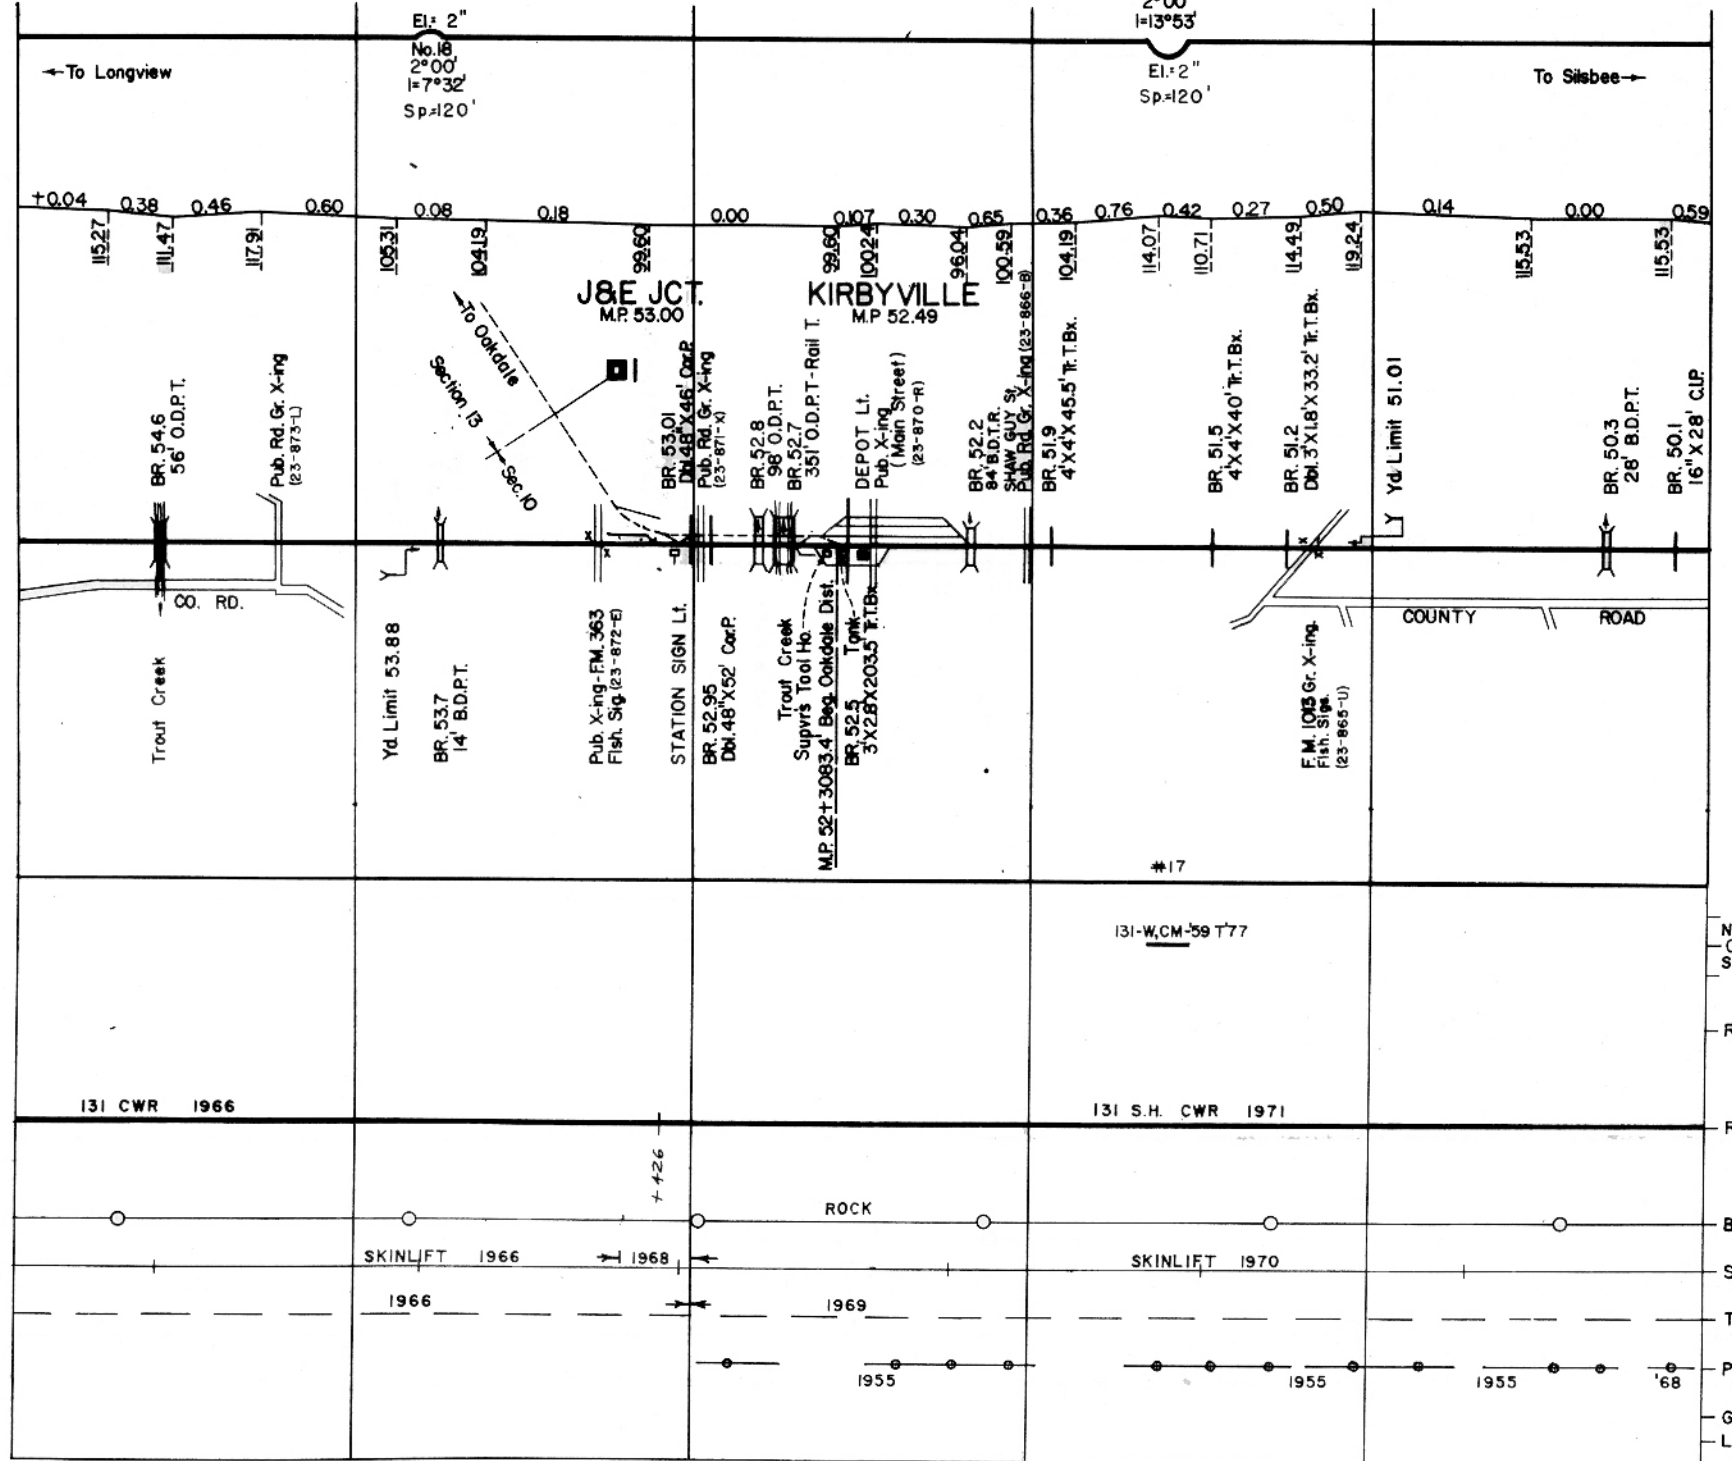 2°00'
I=13°53'
El.= 2"
No.18
2°00'
I=7°32'
Sp.=120'
El.= 2"
Sp.=120'
←To Longview
To Silsbee→
+0.04 0.38 0.46 0.60 0.08 0.18 0.00 0.107 0.30 0.65 0.36 0.76 0.42 0.27 0.50 0.14 0.00 0.59
115.27
111.47
117.91
105.31
104.19
99.60
99.60
100.24
96.04
100.59
104.19
114.07
110.71
114.49
119.24
115.53
115.53
J&E JCT.
M.P. 53.00
KIRBYVILLE
M.P 52.49
To Oakdale
Section 13
Sec. 10
BR. 54.6
56' O.D.P.T.
Pub. Rd. Gr. X-ing
(23-873-L)
BR. 53.01
Dbl.48"X46' Cor.P.
Pub. Rd. Gr. X-ing
(23-871-X)
BR. 52.8
98' O.D.P.T.
BR. 52.7
351' O.D.P.T-Rail T.
DEPOT Lt.
Pub. X-ing
(Main Street)
(23-870-R)
BR. 52.2
84' B.D.T.R.
SHAW GUY St.
Pub. Rd. Gr. X-ing (23-866-B)
BR. 51.9
4'X4'X45.5' Tr.T.Bx.
BR. 51.5
4'X4'X40' Tr.T.Bx.
BR. 51.2
Dbl.3'X1.8'X33.2' Tr.T.Bx.
Yd. Limit 51.01
BR. 50.3
28' B.D.P.T.
BR. 50.1
16"X28' C.I.P.
Y
Y
CO. RD.
COUNTY ROAD
Trout Creek
Yd. Limit 53.88
BR. 53.7
14' B.D.P.T.
Pub. X-ing-F.M. 363
Flsh. Sig. (23-872-E)
STATION SIGN Lt.
BR. 52.95
Dbl.48"X52' Cor.P.
Trout Creek
Supvr's Tool Ho.
M.P. 52+3083.4' Beg. Oakdale Dist.
BR. 52.5
Tank
3'X2.8'X203.5' Tr.T.Bx.
F.M. 1013 Gr. X-ing.
Flsh. Sigs.
(23-865-U)
#17
131-W,CM-'59 T'77
N
S
R
131 CWR 1966
131 S.H. CWR 1971
R
+426
ROCK
B
SKINLIFT 1966
1968
SKINLIFT 1970
S
1966
1969
T
1955
1955
1955
'68
P
G
L